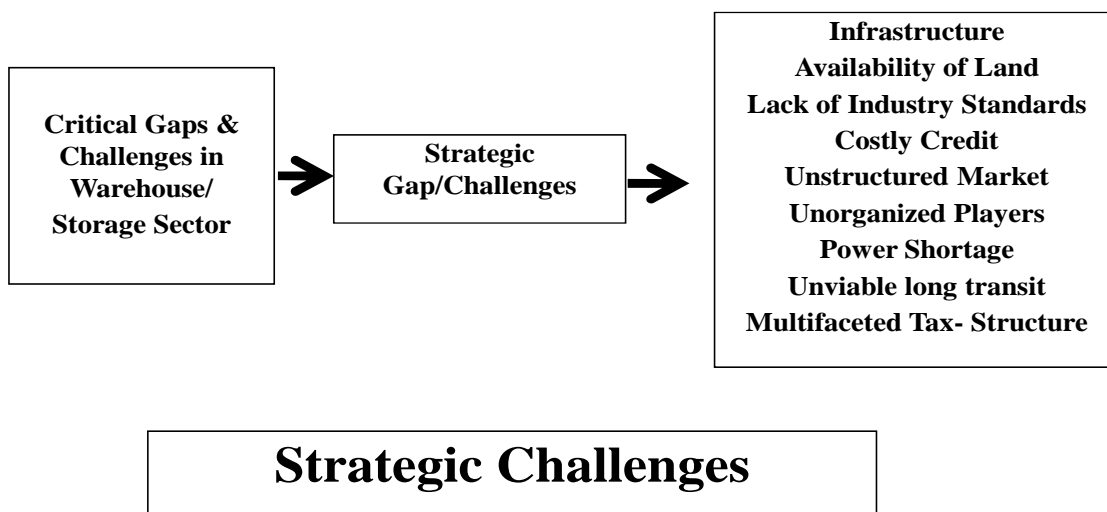 Critical Gaps &
Challenges in
Warehouse/
Storage Sector
Strategic
Gap/Challenges
Infrastructure
Availability of Land
Lack of Industry Standards
Costly Credit
Unstructured Market
Unorganized Players
Power Shortage
Unviable long transit
Multifaceted Tax- Structure
Strategic Challenges